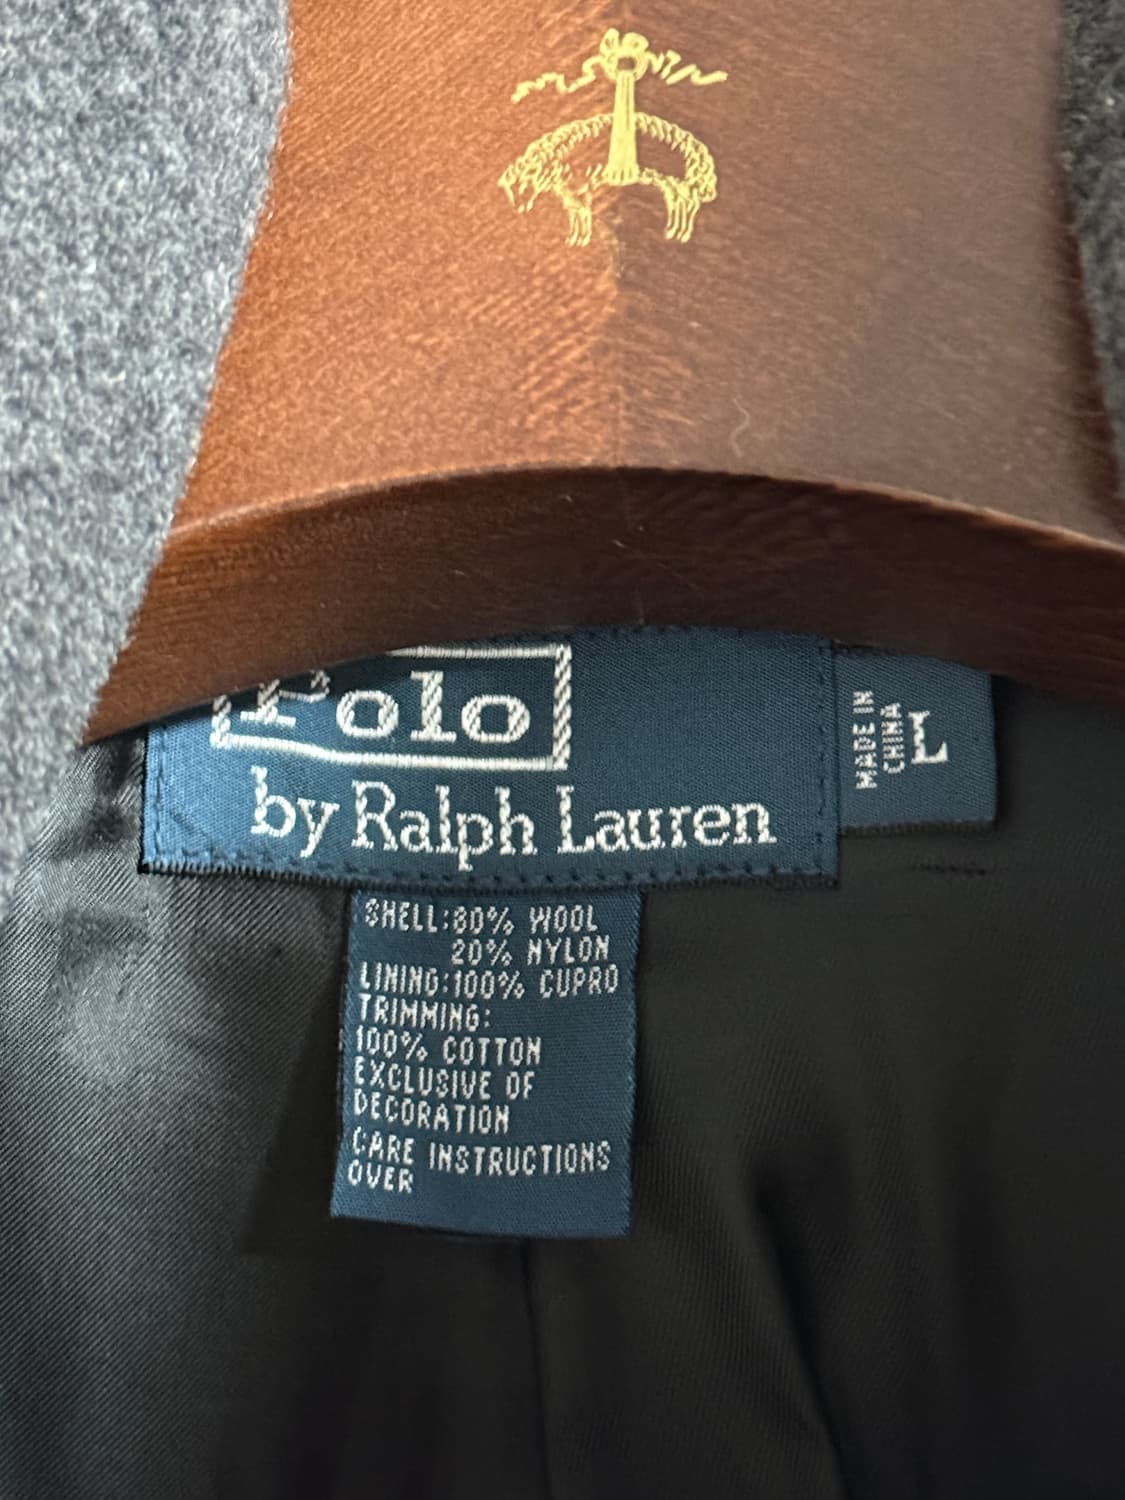 Polo
by Ralph Lauren
MADE IN
CHINA
L
SHELL:80% WOOL
20% NYLON
LINING:100% CUPRO
TRIMMING:
100% COTTON
EXCLUSIVE OF
DECORATION
CARE INSTRUCTIONS
OVER